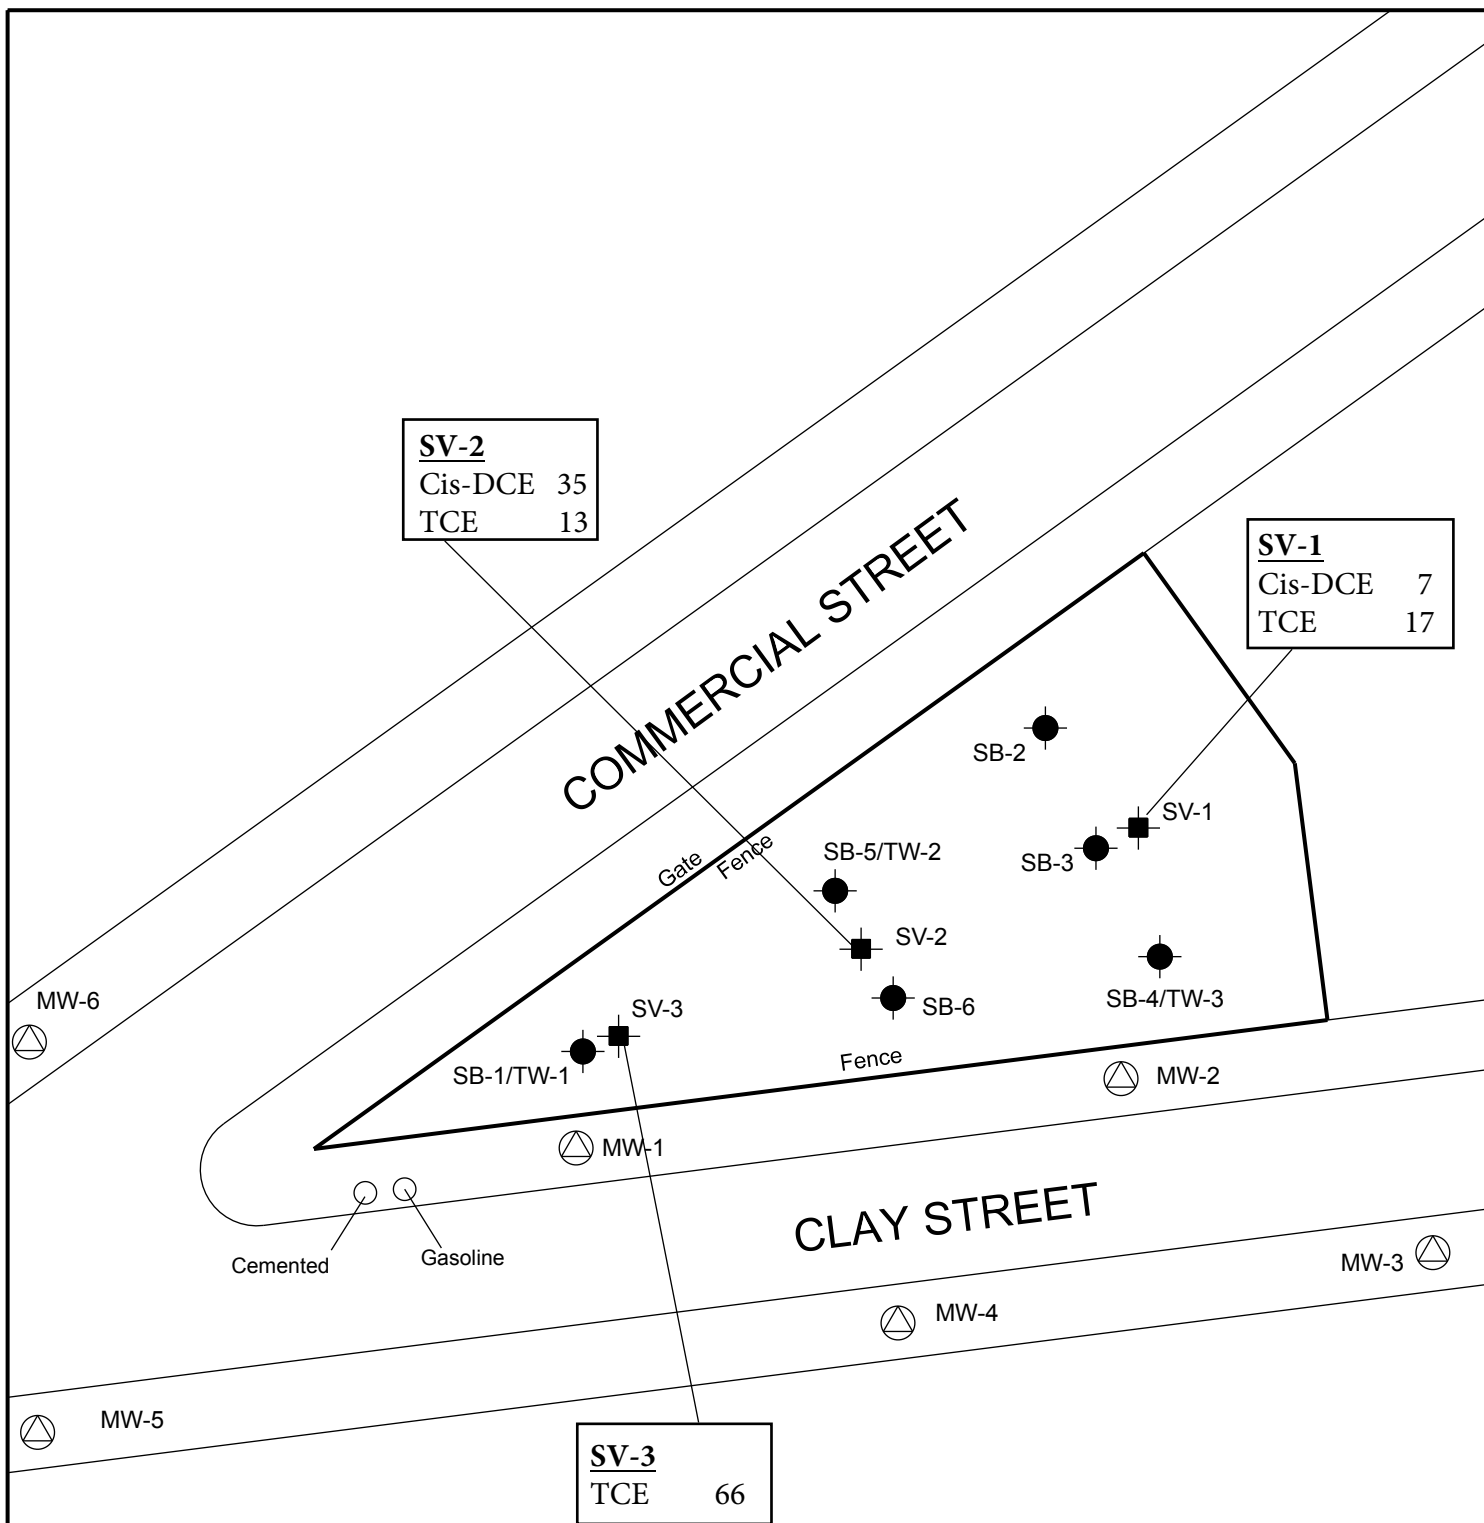 SV-2
Cis-DCE 35
TCE 13
COMMERCIAL STREET
SV-1
Cis-DCE 7
TCE 17
SB-2
SV-1
SB-3
Gate
Fence
SB-5/TW-2
SV-2
SB-4/TW-3
SB-6
MW-6
SV-3
SB-1/TW-1
Fence
MW-2
MW-1
CLAY STREET
Cemented
Gasoline
MW-3
MW-4
MW-5
SV-3
TCE 66